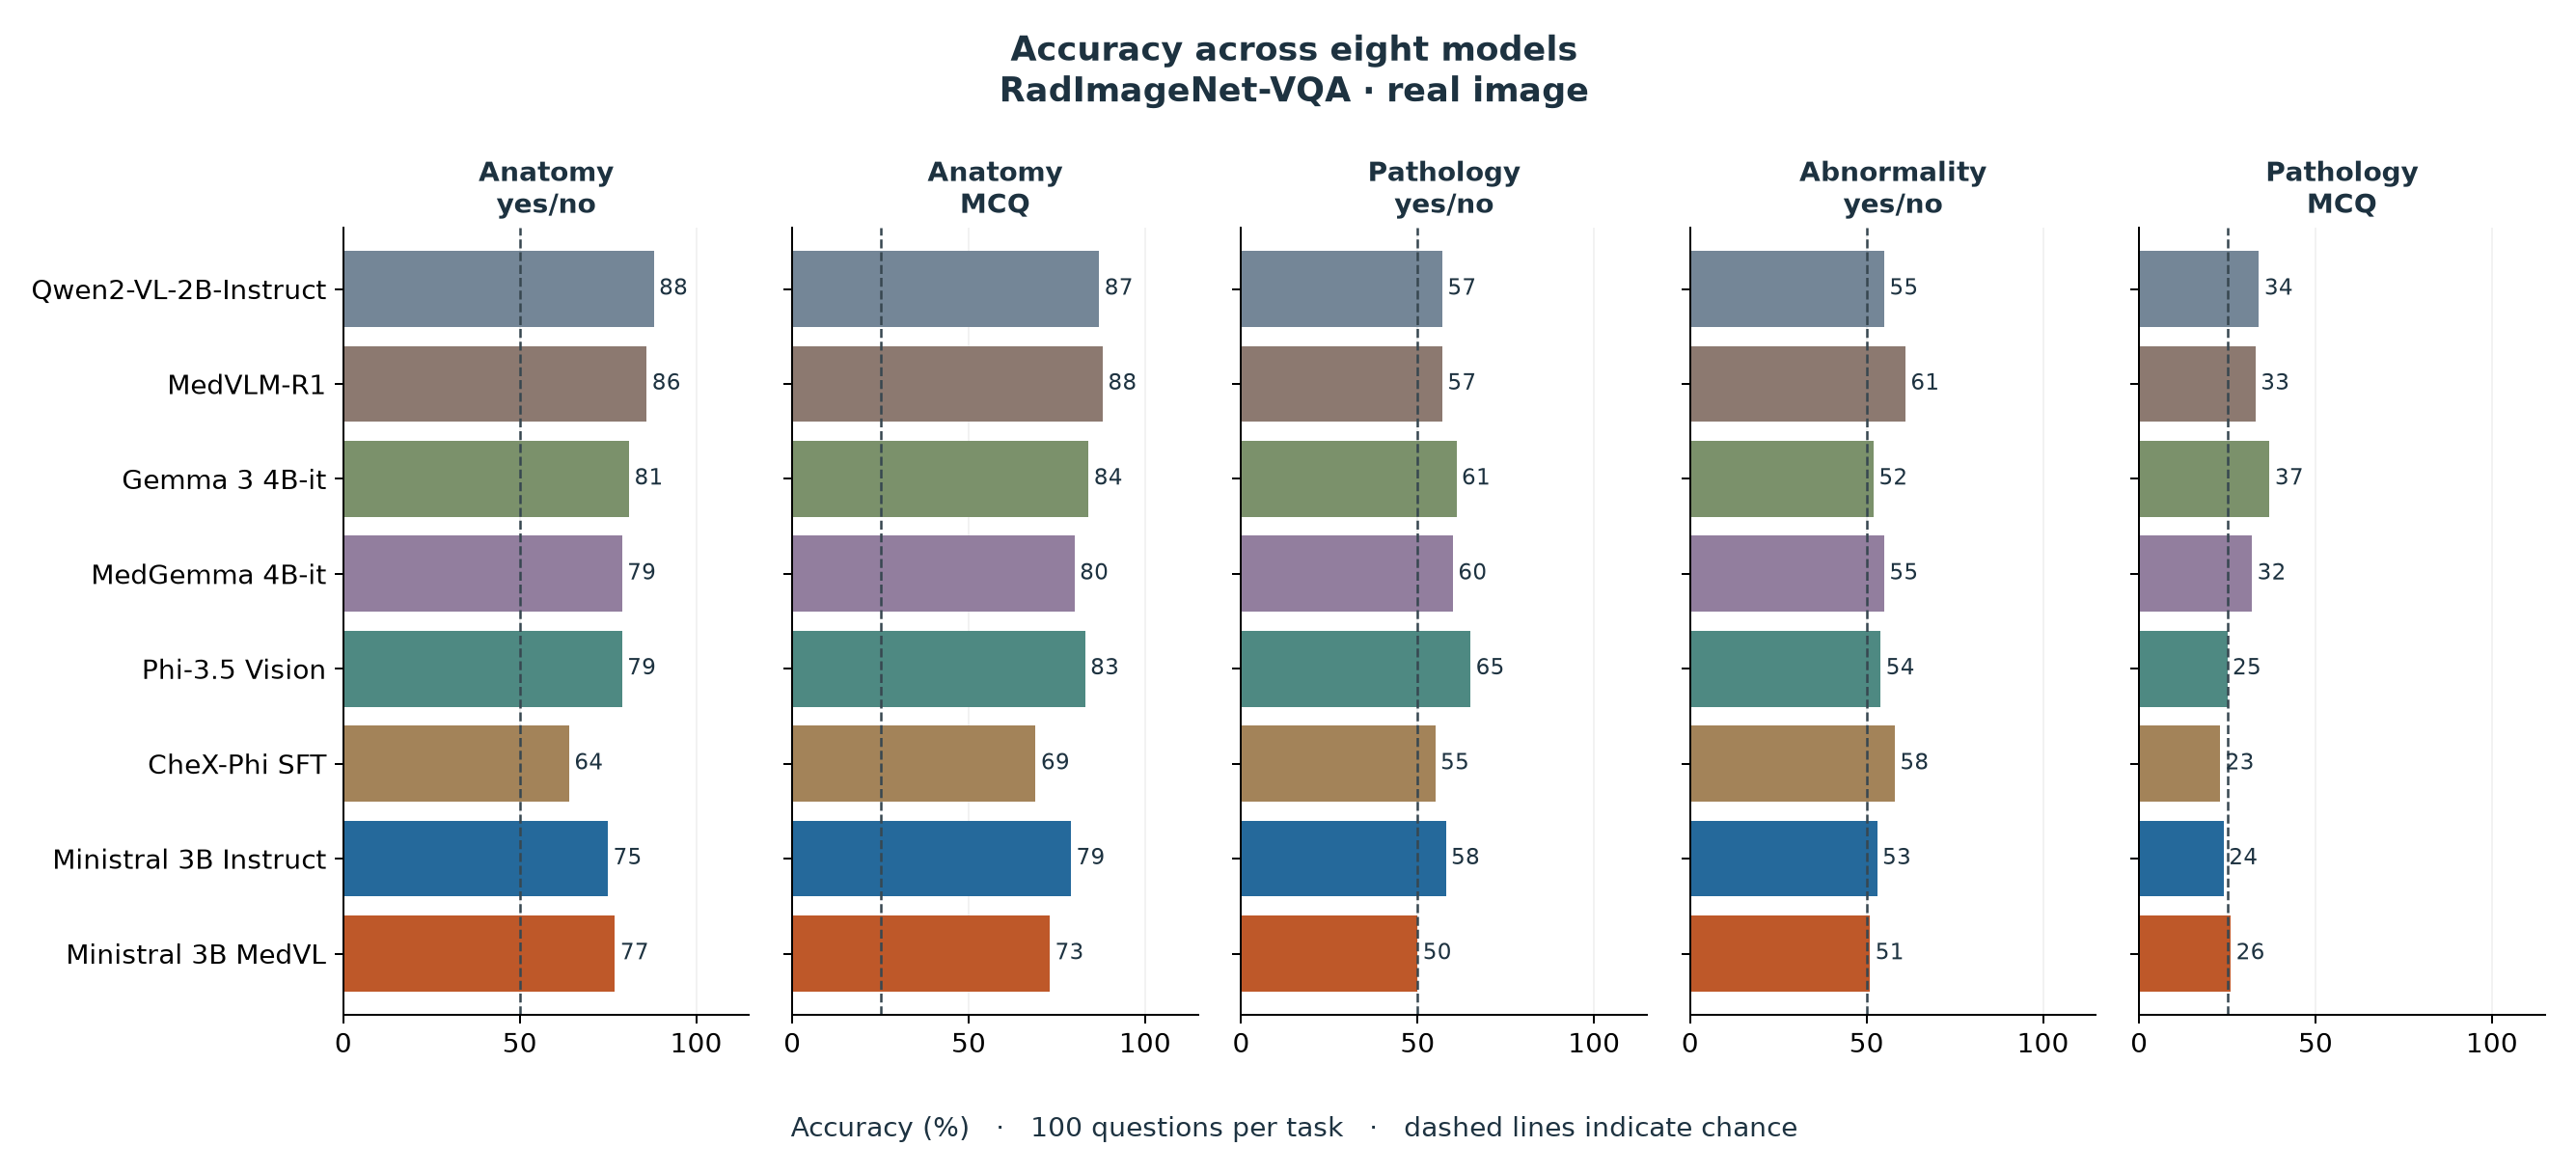 Accuracy across eight models
RadImageNet-VQA · real image
Anatomy
yes/no
Anatomy
MCQ
Pathology
yes/no
Abnormality
yes/no
Pathology
MCQ
Qwen2-VL-2B-Instruct 88 87 57 55 34
MedVLM-R1 86 88 57 61 33
Gemma 3 4B-it 81 84 61 52 37
MedGemma 4B-it 79 80 60 55 32
Phi-3.5 Vision 79 83 65 54 25
CheX-Phi SFT 64 69 55 58 23
Ministral 3B Instruct 75 79 58 53 24
Ministral 3B MedVL 77 73 50 51 26
0 50 100 0 50 100 0 50 100 0 50 100 0 50 100
Accuracy (%) · 100 questions per task · dashed lines indicate chance